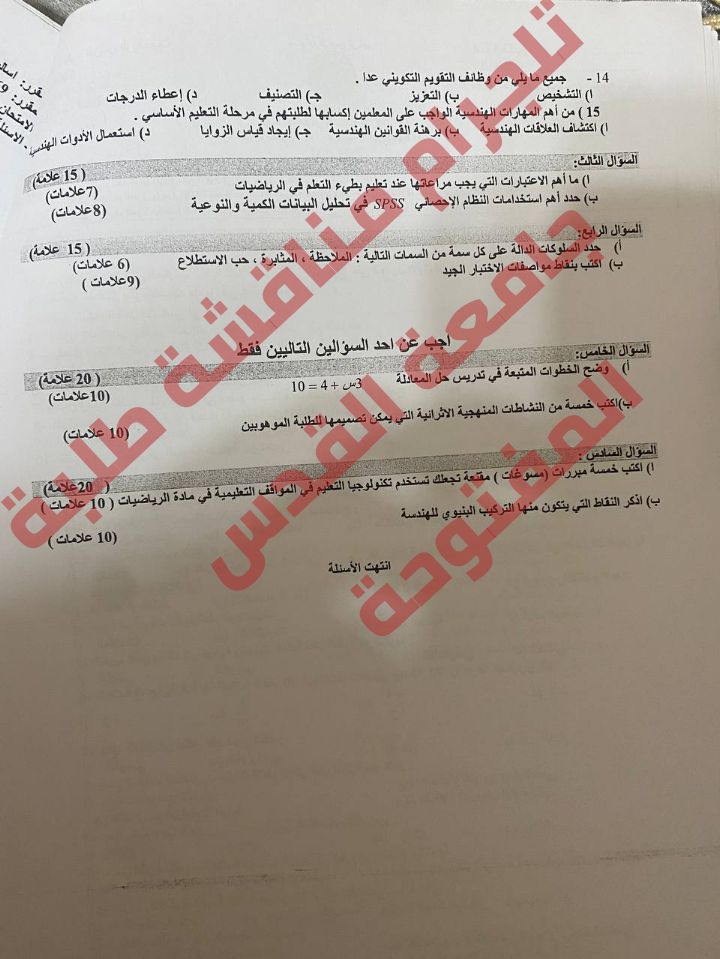 14 - جميع ما يلي من وظائف التقويم التكويني عدا .
ا) التشخيص ب) التعزيز جـ) التصنيف د) إعطاء الدرجات
15 ) من أهم المهارات الهندسية الواجب على المعلمين إكسابها لطلبتهم في مرحلة التعليم الأساسي .
ا) اكتشاف العلاقات الهندسية ب) برهنة القوانين الهندسية جـ) إيجاد قياس الزوايا د) استعمال الأدوات الهندسية .
السؤال الثالث: ( 15 علامة)
ا) ما أهم الاعتبارات التي يجب مراعاتها عند تعليم بطيء التعلم في الرياضيات (7علامات)
ب) حدد أهم استخدامات النظام الإحصائي SPSS في تحليل البيانات الكمية والنوعية (8علامات)
السؤال الرابع: ( 15 علامة)
أ) حدد السلوكات الدالة على كل سمة من السمات التالية : الملاحظة ، المثابرة ، حب الاستطلاع (6 علامات)
ب) اكتب بنقاط مواصفات الاختبار الجيد (9علامات )
أجب عن احد السؤالين التاليين فقط
السؤال الخامس: ( 20 علامة)
أ) وضح الخطوات المتبعة في تدريس حل المعادلة 3س + 4 = 10 (10علامات)
ب)اكتب خمسة من النشاطات المنهجية الاثرائية التي يمكن تصميمها للطلبة الموهوبين (10 علامات)
السؤال السادس : ( 20علامة)
ا) اكتب خمسة مبررات (مسوغات ) مقنعة تجعلك تستخدم تكنولوجيا التعليم في المواقف التعليمية في مادة الرياضيات ( 10 علامات )
ب) اذكر النقاط التي يتكون منها التركيب البنيوي للهندسة (10 علامات )
انتهت الأسئلة
تلجرام مناقشة طلبة
جامعة القدس
المفتوحة